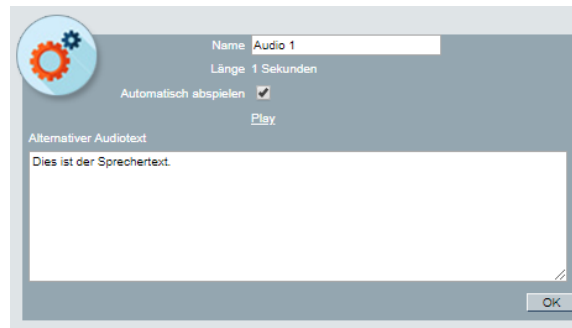 Name Audio 1
Länge 1 Sekunden
Automatisch abspielen
Play
Alternativer Audiotext
Dies ist der Sprechertext.
OK